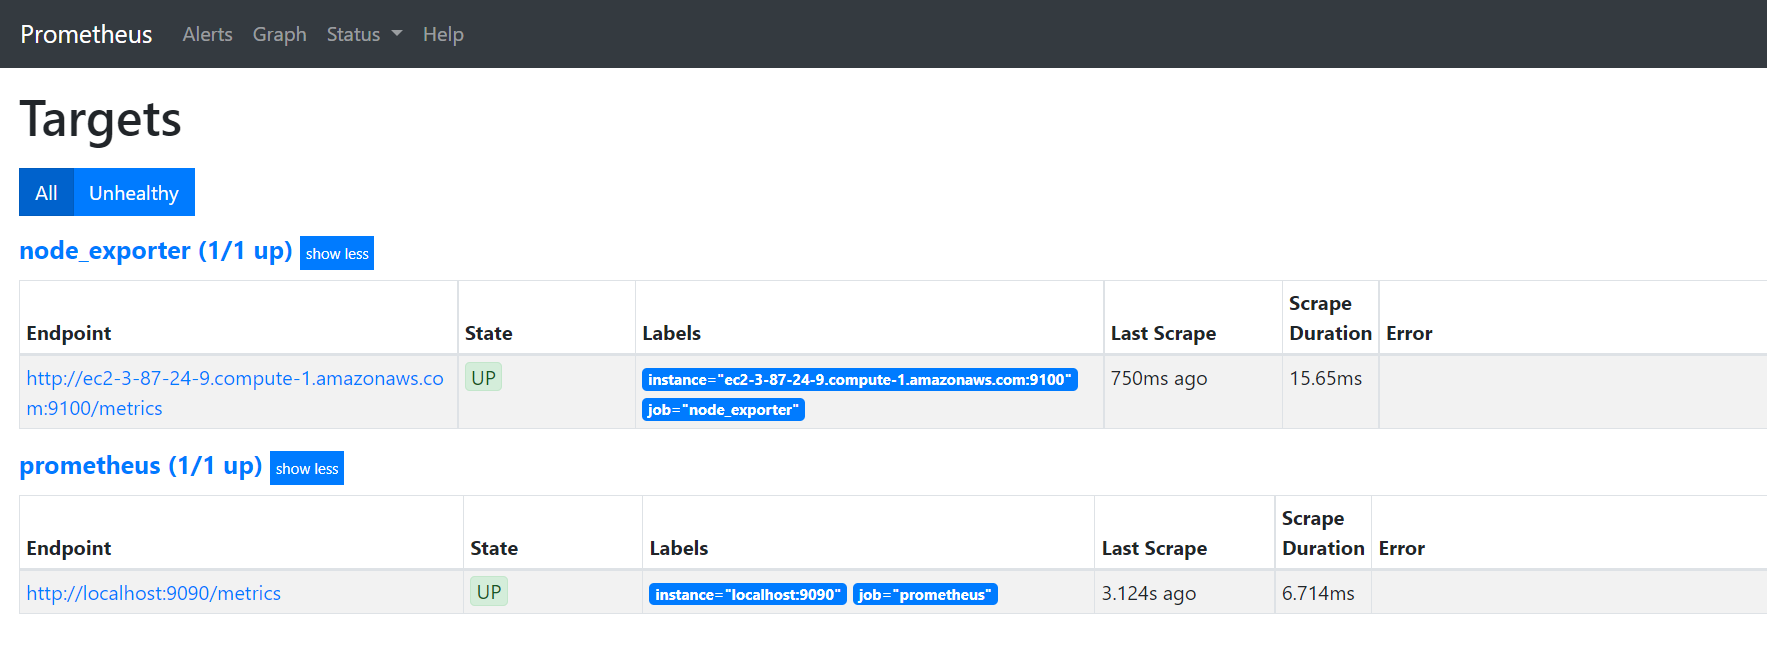 Prometheus Alerts Graph Status Help
Targets
All Unhealthy
node_exporter (1/1 up) show less
Endpoint State Labels Last Scrape Scrape Duration Error
http://ec2-3-87-24-9.compute-1.amazonaws.co
m:9100/metrics
UP
instance="ec2-3-87-24-9.compute-1.amazonaws.com:9100"
job="node_exporter"
750ms ago
15.65ms
prometheus (1/1 up) show less
Endpoint State Labels Last Scrape Scrape Duration Error
http://localhost:9090/metrics UP instance="localhost:9090" job="prometheus" 3.124s ago 6.714ms